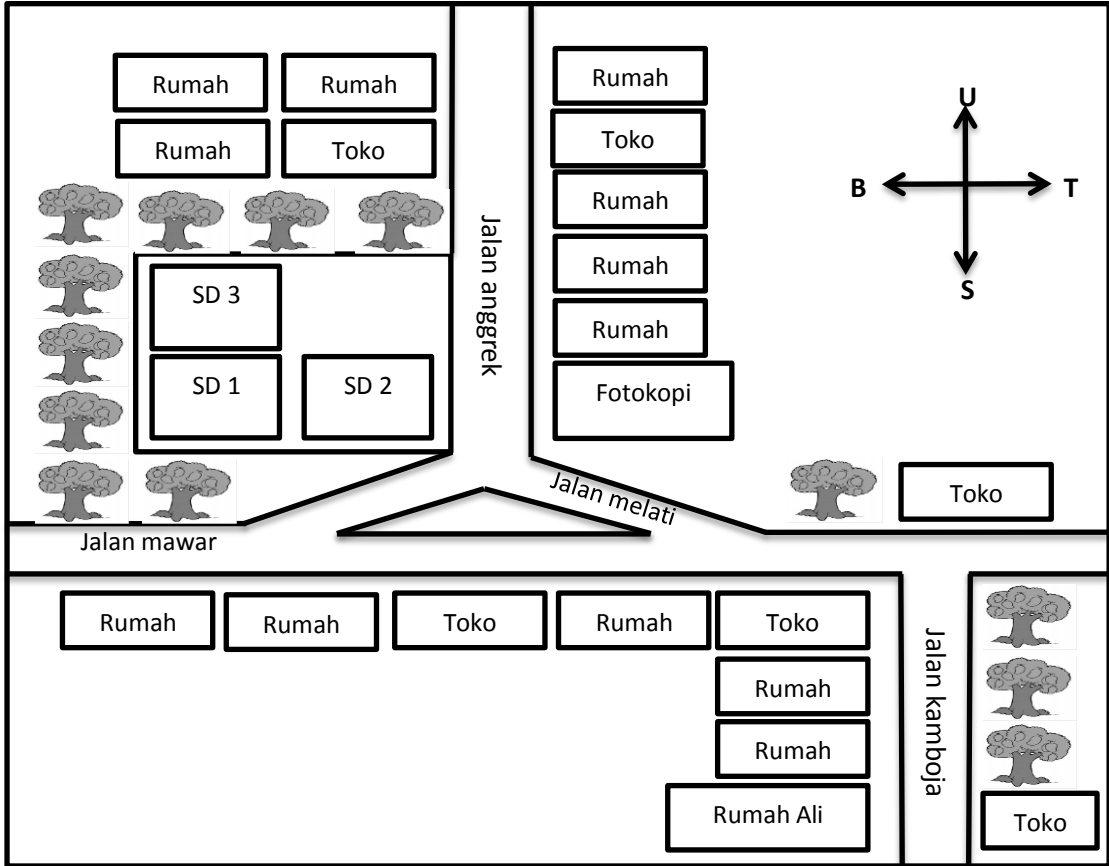 Rumah
Rumah
Rumah
Toko
Rumah
Toko
Rumah
Rumah
Rumah
Fotokopi
U
B
T
S
SD 3
SD 1
SD 2
Jalan anggrek
Jalan melati
Toko
Jalan mawar
Rumah
Rumah
Toko
Rumah
Toko
Rumah
Rumah
Rumah Ali
Jalan kamboja
Toko